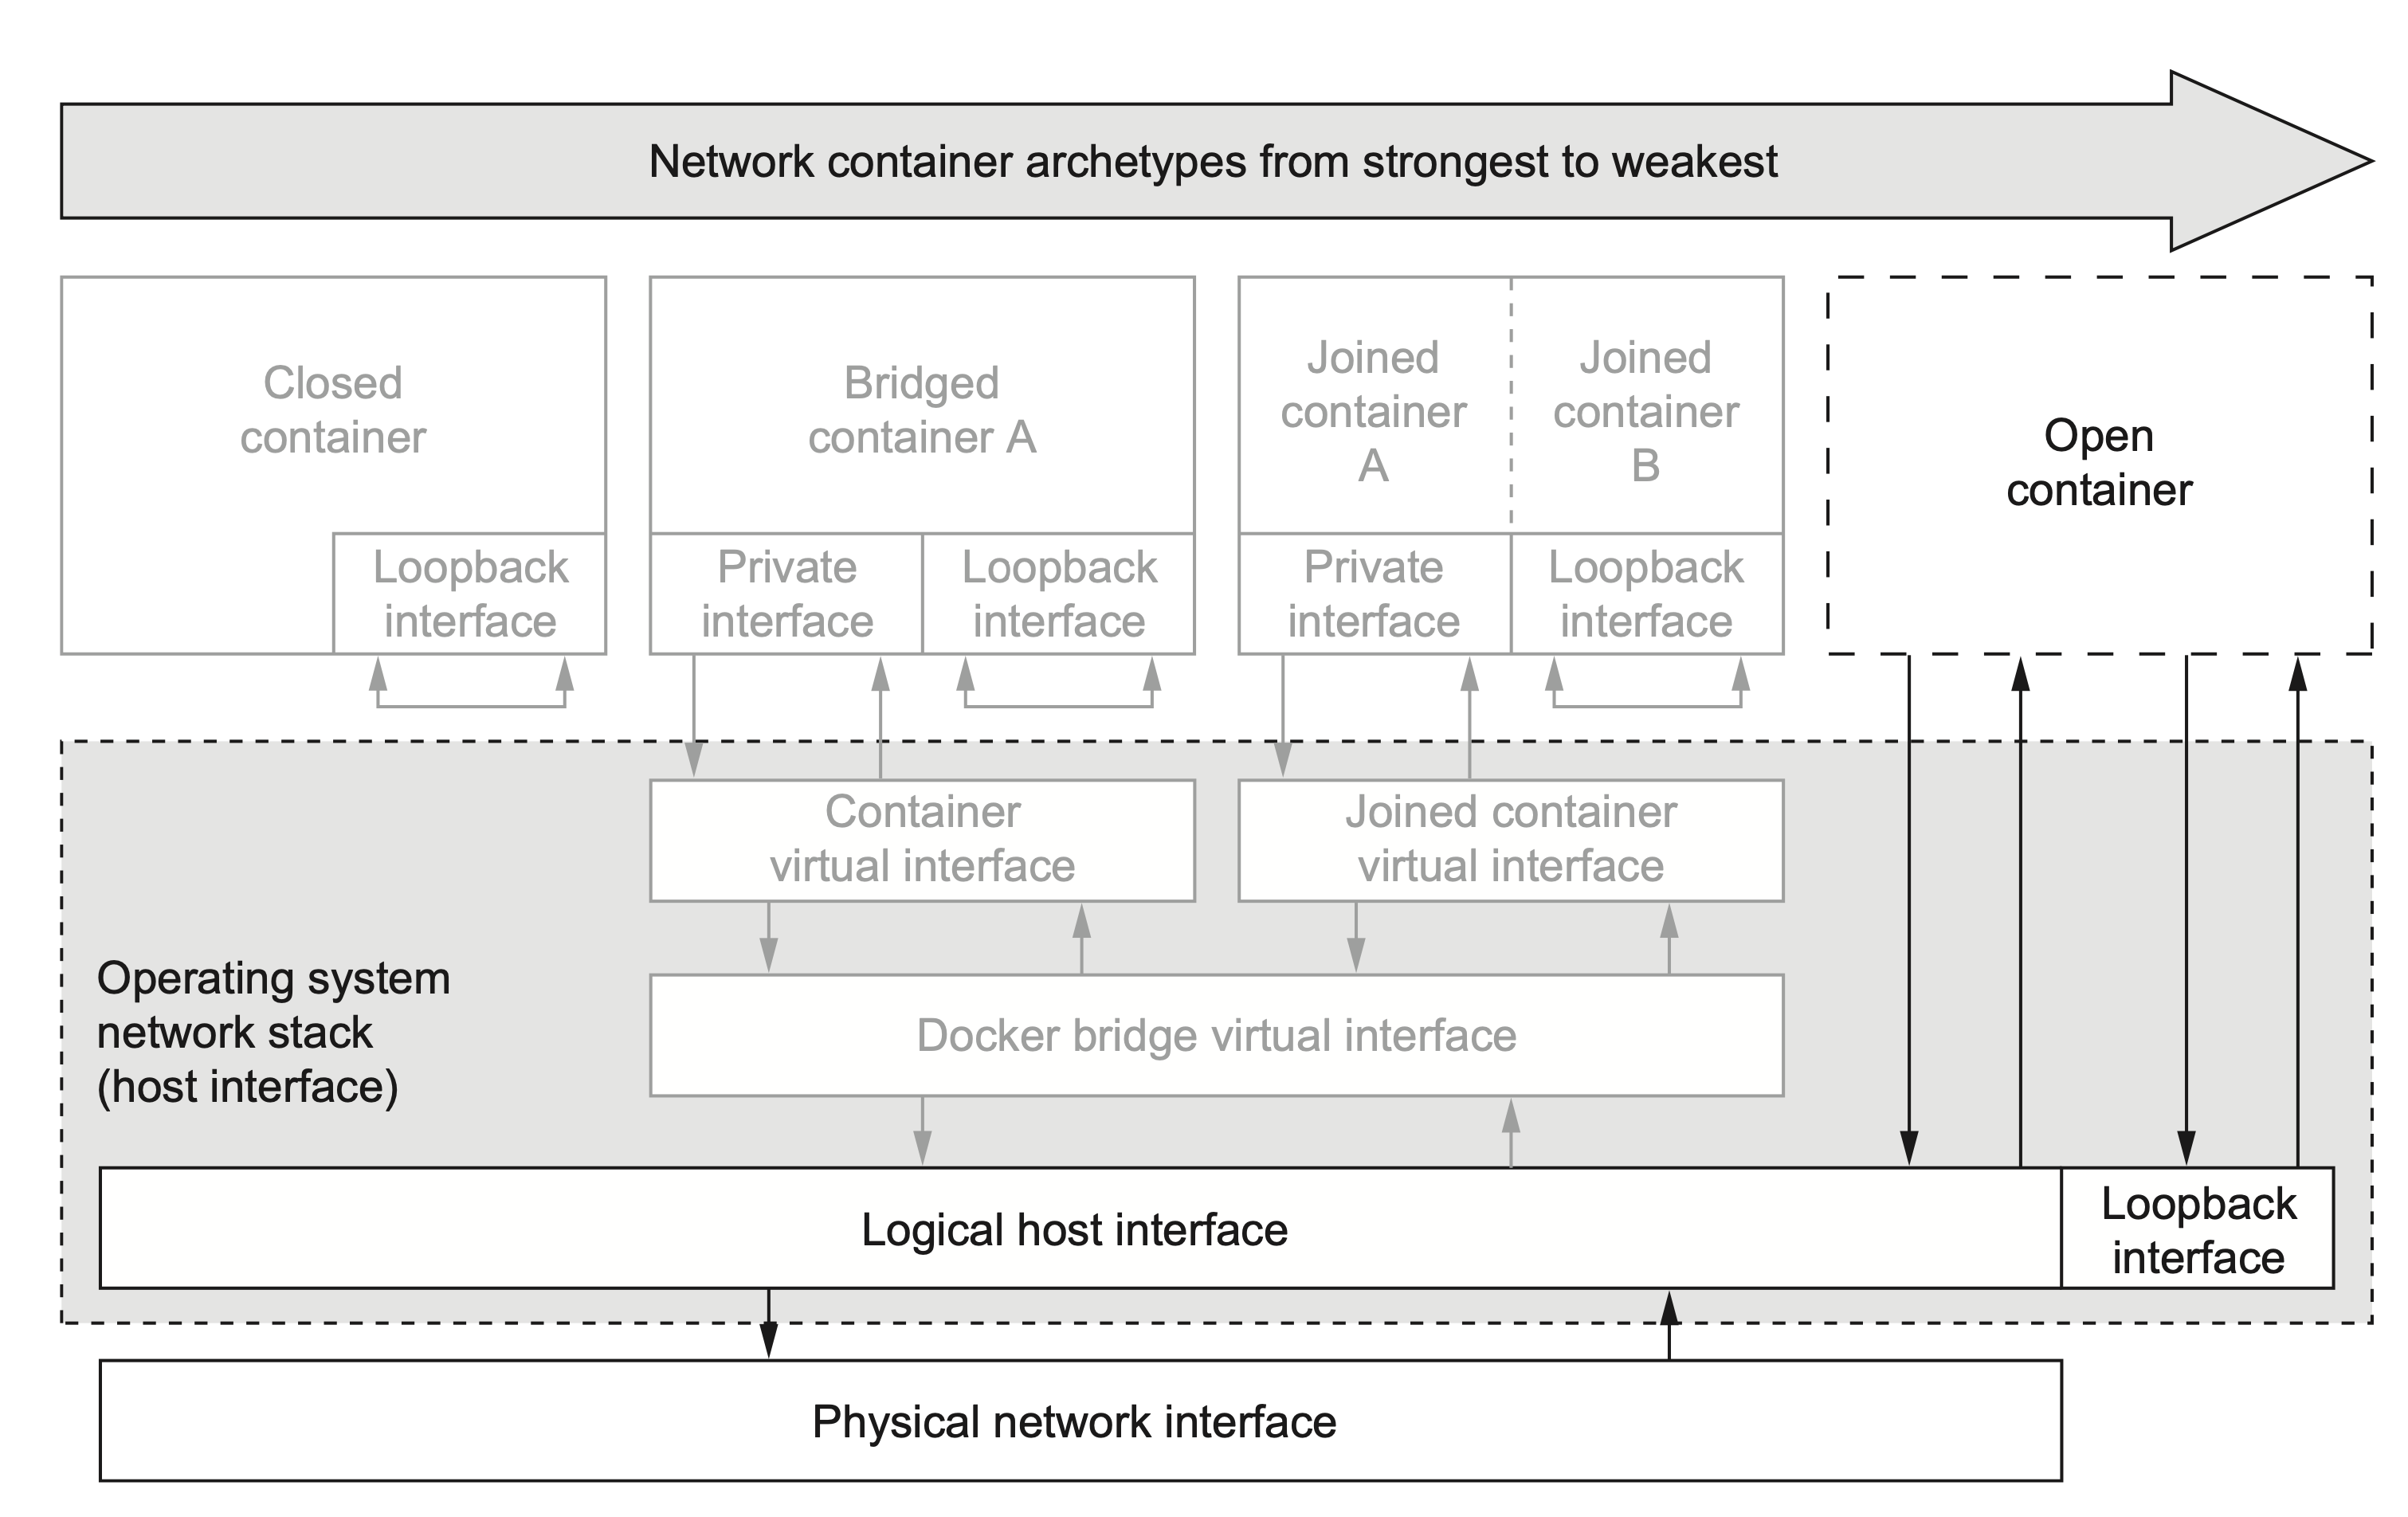 Network container archetypes from strongest to weakest
Closed
container
Loopback
interface
Bridged
container A
Private
interface
Loopback
interface
Joined
container
A
Joined
container
B
Private
interface
Loopback
interface
Open
container
Container
virtual interface
Joined container
virtual interface
Operating system
network stack
(host interface)
Docker bridge virtual interface
Logical host interface
Loopback
interface
Physical network interface